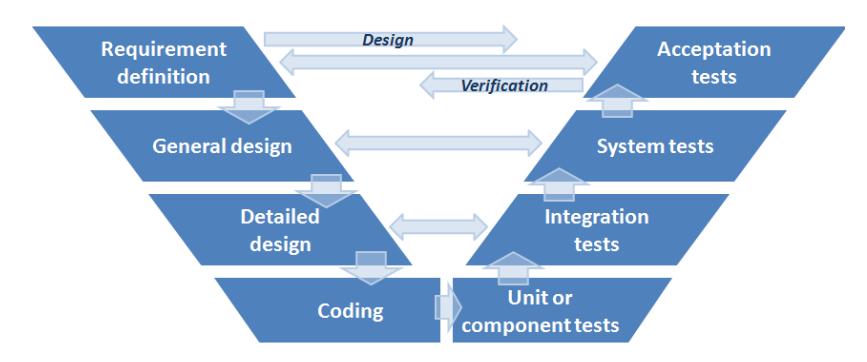 Requirement
definition
Design
Verification
Acceptation
tests
General design
System tests
Detailed
design
Integration
tests
Coding
Unit or
component tests